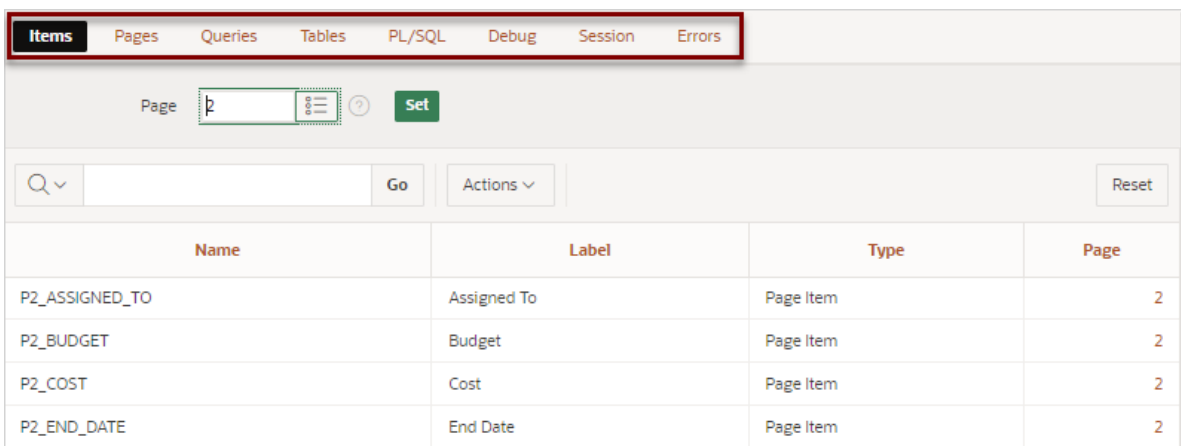 Items Pages Queries Tables PL/SQL Debug Session Errors
Page 2 ? Set
Go Actions Reset
Name Label Type Page
P2_ASSIGNED_TO Assigned To Page Item 2
P2_BUDGET Budget Page Item 2
P2_COST Cost Page Item 2
P2_END_DATE End Date Page Item 2